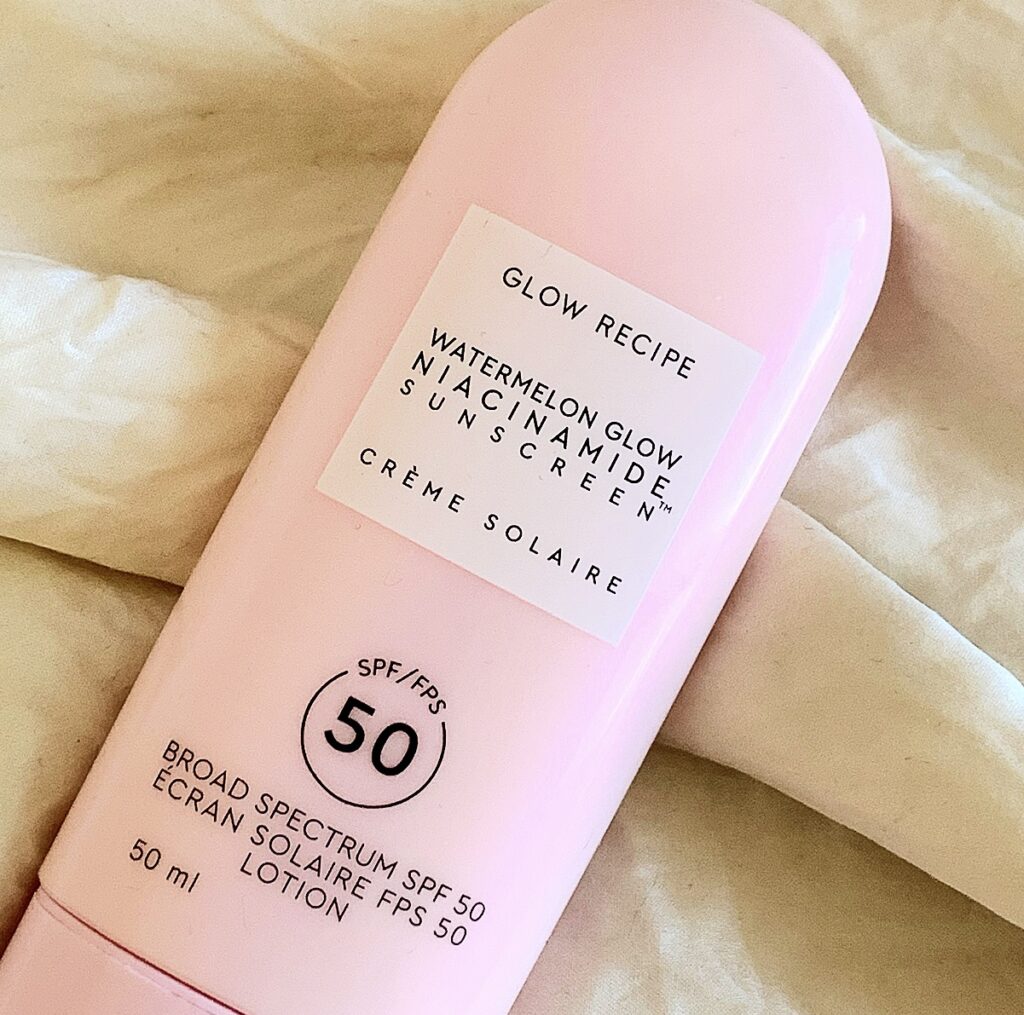 GLOW RECIPE
WATERMELON GLOW
NIACINAMIDE
SUNSCREEN™
CRÈME SOLAIRE
SPF/FPS
50
BROAD SPECTRUM SPF 50
ÉCRAN SOLAIRE FPS 50
LOTION
50 ml